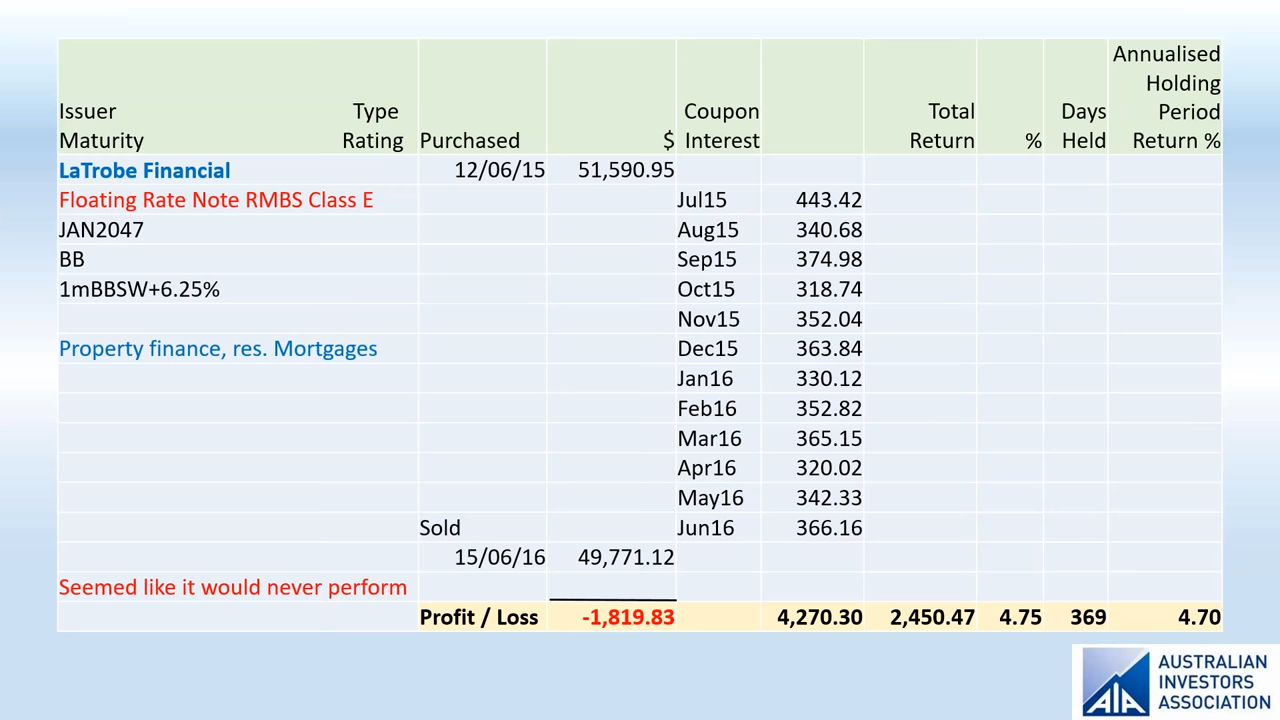 Issuer Type Coupon Total Days Annualised Holding Period
Maturity Rating Purchased $ Interest Return % Held Return %
LaTrobe Financial 12/06/15 51,590.95
Floating Rate Note RMBS Class E Jul15 443.42
JAN2047 Aug15 340.68
BB Sep15 374.98
1mBBSW+6.25% Oct15 318.74
Nov15 352.04
Property finance, res. Mortgages Dec15 363.84
Jan16 330.12
Feb16 352.82
Mar16 365.15
Apr16 320.02
May16 342.33
Sold Jun16 366.16
15/06/16 49,771.12
Seemed like it would never perform
Profit / Loss -1,819.83 4,270.30 2,450.47 4.75 369 4.70
AIA
AUSTRALIAN
INVESTORS
ASSOCIATION